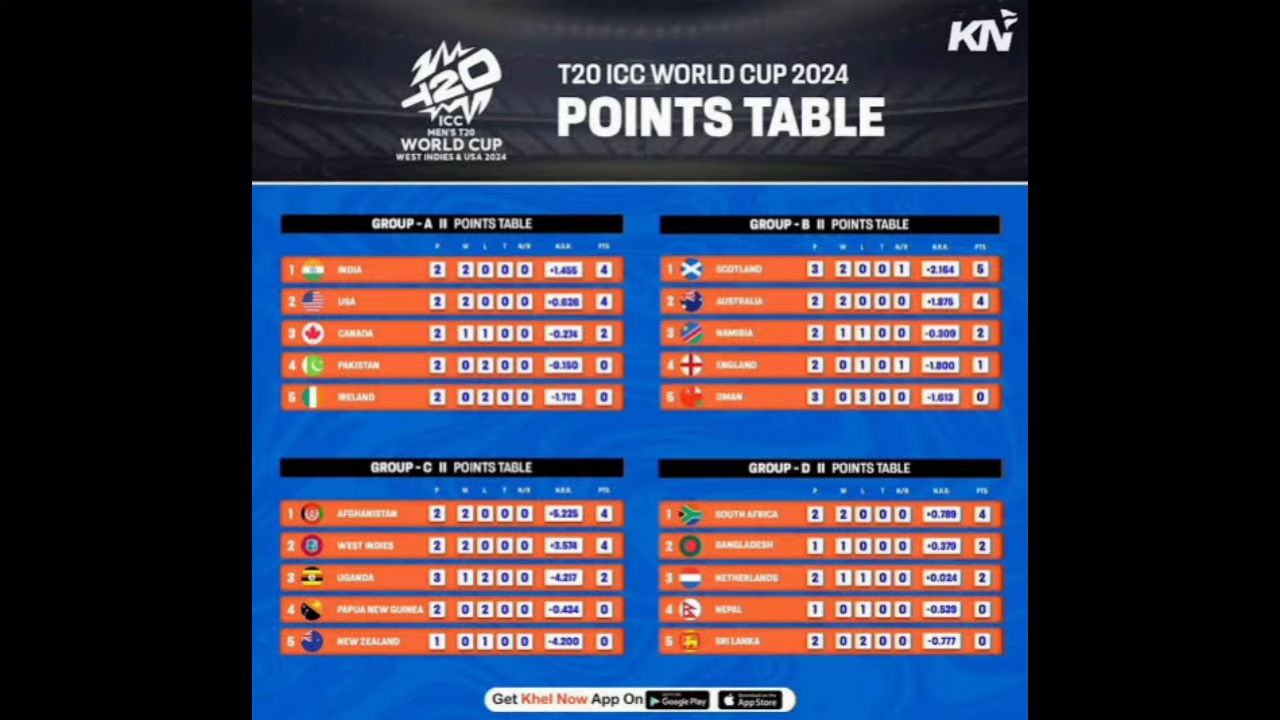 KN
T20
ICC
MEN'S T20
WORLD CUP
WEST INDIES & USA 2024
T20 ICC WORLD CUP 2024
POINTS TABLE
GROUP - A II POINTS TABLE
P W L T N/R N.R.R. PTS
1 INDIA 2 2 0 0 0 +1.455 4
2 USA 2 2 0 0 0 +0.626 4
3 CANADA 2 1 1 0 0 -0.274 2
4 PAKISTAN 2 0 2 0 0 -0.150 0
5 IRELAND 2 0 2 0 0 -1.712 0
GROUP - B II POINTS TABLE
P W L T N/R N.R.R. PTS
1 SCOTLAND 3 2 0 0 1 +2.164 5
2 AUSTRALIA 2 2 0 0 0 +1.875 4
3 NAMIBIA 2 1 1 0 0 -0.309 2
4 ENGLAND 2 0 1 0 1 -1.800 1
5 OMAN 3 0 3 0 0 -1.613 0
GROUP - C II POINTS TABLE
P W L T N/R N.R.R. PTS
1 AFGHANISTAN 2 2 0 0 0 +5.225 4
2 WEST INDIES 2 2 0 0 0 +3.574 4
3 UGANDA 3 1 2 0 0 -4.217 2
4 PAPUA NEW GUINEA 2 0 2 0 0 -0.434 0
5 NEW ZEALAND 1 0 1 0 0 -4.200 0
GROUP - D II POINTS TABLE
P W L T N/R N.R.R. PTS
1 SOUTH AFRICA 2 2 0 0 0 +0.789 4
2 BANGLADESH 1 1 0 0 0 +0.379 2
3 NETHERLANDS 2 1 1 0 0 +0.024 2
4 NEPAL 1 0 1 0 0 -0.539 0
5 SRI LANKA 2 0 2 0 0 -0.777 0
Get Khel Now App On GET IT ON Google Play Download on the App Store